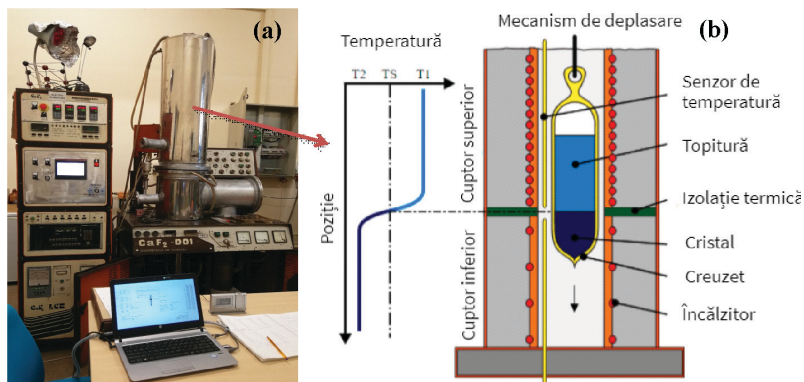 (a)
CaF2-001
Temperatură
T2 TS T1
Poziție
Cuptor superior
Cuptor inferior
Mecanism de deplasare
(b)
Senzor de
temperatură
Topitură
Izolație termică
Cristal
Creuzet
Încălzitor